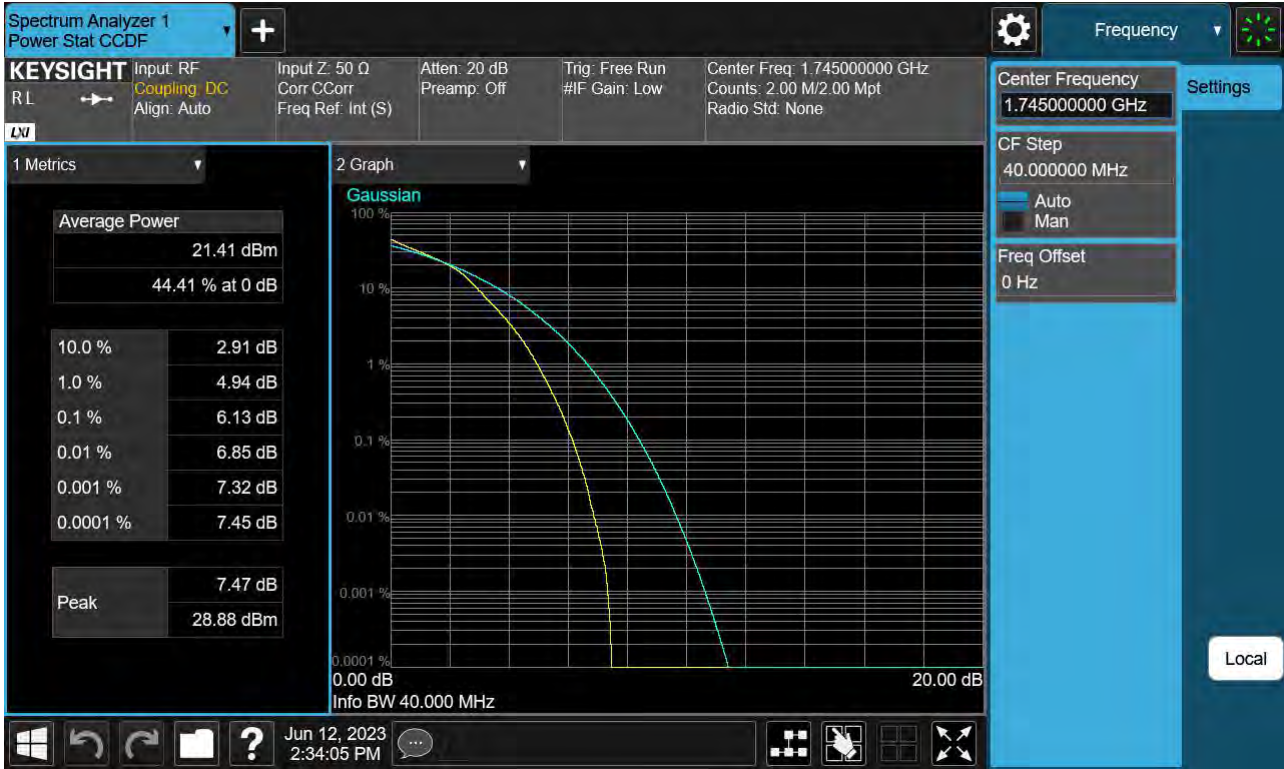 Spectrum Analyzer 1
Power Stat CCDF
Frequency
KEYSIGHT
R L
LXI
Input: RF
Coupling: DC
Align: Auto
Input Z: 50 Ω
Corr CCorr
Freq Ref: Int (S)
Atten: 20 dB
Preamp: Off
Trig: Free Run
#IF Gain: Low
Center Freq: 1.745000000 GHz
Counts: 2.00 M/2.00 Mpt
Radio Std: None
Center Frequency
1.745000000 GHz
Settings
CF Step
40.000000 MHz
Auto
Man
Freq Offset
0 Hz
Local
1 Metrics
Average Power
21.41 dBm
44.41 % at 0 dB
10.0 % 2.91 dB
1.0 % 4.94 dB
0.1 % 6.13 dB
0.01 % 6.85 dB
0.001 % 7.32 dB
0.0001 % 7.45 dB
Peak
7.47 dB
28.88 dBm
2 Graph
Gaussian
100 %
10 %
1 %
0.1 %
0.01 %
0.001 %
0.0001 %
0.00 dB 20.00 dB
Info BW 40.000 MHz
?
Jun 12, 2023
2:34:05 PM